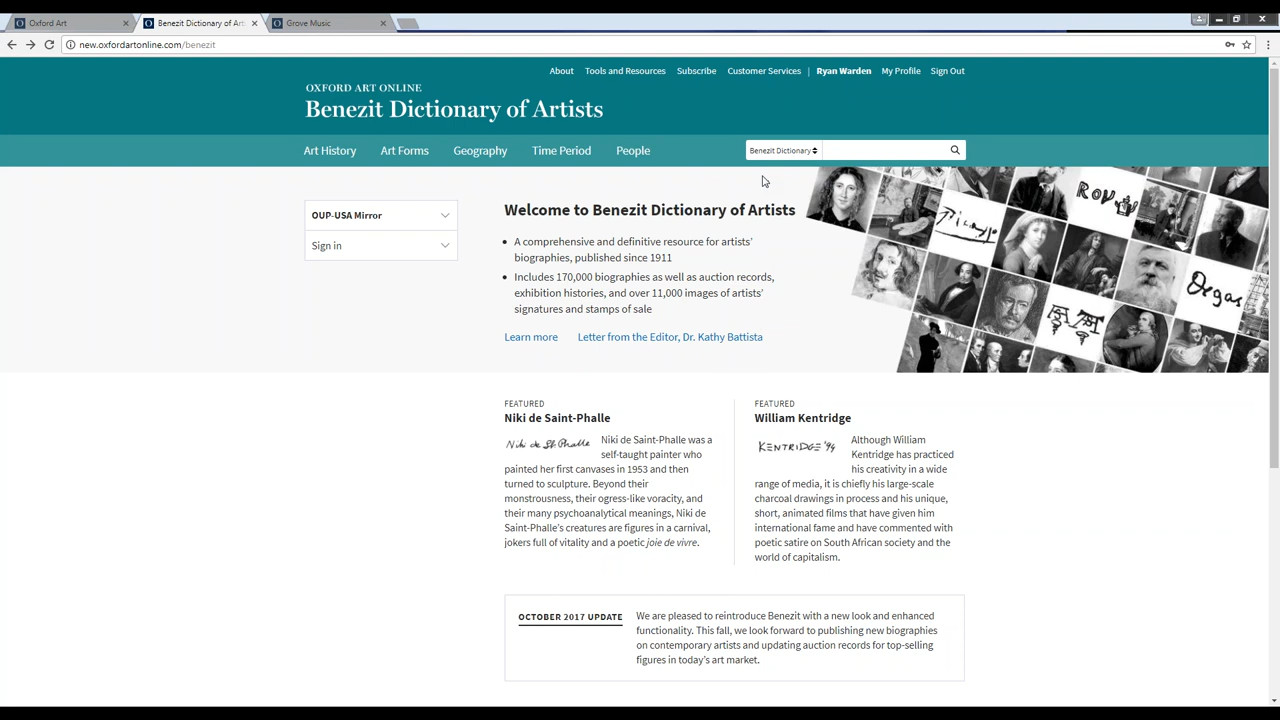 Oxford Art
Benezit Dictionary of Art
Grove Music
new.oxfordartonline.com/benezit
About Tools and Resources Subscribe Customer Services | Ryan Warden My Profile Sign Out
OXFORD ART ONLINE
Benezit Dictionary of Artists
Art History Art Forms Geography Time Period People
Benezit Dictionary
OUP-USA Mirror
Sign in
Welcome to Benezit Dictionary of Artists
• A comprehensive and definitive resource for artists'
biographies, published since 1911
• Includes 170,000 biographies as well as auction records,
exhibition histories, and over 11,000 images of artists'
signatures and stamps of sale
Learn more Letter from the Editor, Dr. Kathy Battista
Picasso
Degas
FEATURED
Niki de Saint-Phalle
Niki de St. Phalle
Niki de Saint-Phalle was a
self-taught painter who
painted her first canvases in 1953 and then
turned to sculpture. Beyond their
monstrousness, their ogress-like voracity, and
their many psychoanalytical meanings, Niki de
Saint-Phalle's creatures are figures in a carnival,
jokers full of vitality and a poetic joie de vivre.
FEATURED
William Kentridge
KENTRIDGE '94
Although William
Kentridge has practiced
his creativity in a wide
range of media, it is chiefly his large-scale
charcoal drawings in process and his unique,
short, animated films that have given him
international fame and have commented with
poetic satire on South African society and the
world of capitalism.
OCTOBER 2017 UPDATE
We are pleased to reintroduce Benezit with a new look and enhanced
functionality. This fall, we look forward to publishing new biographies
on contemporary artists and updating auction records for top-selling
figures in today's art market.